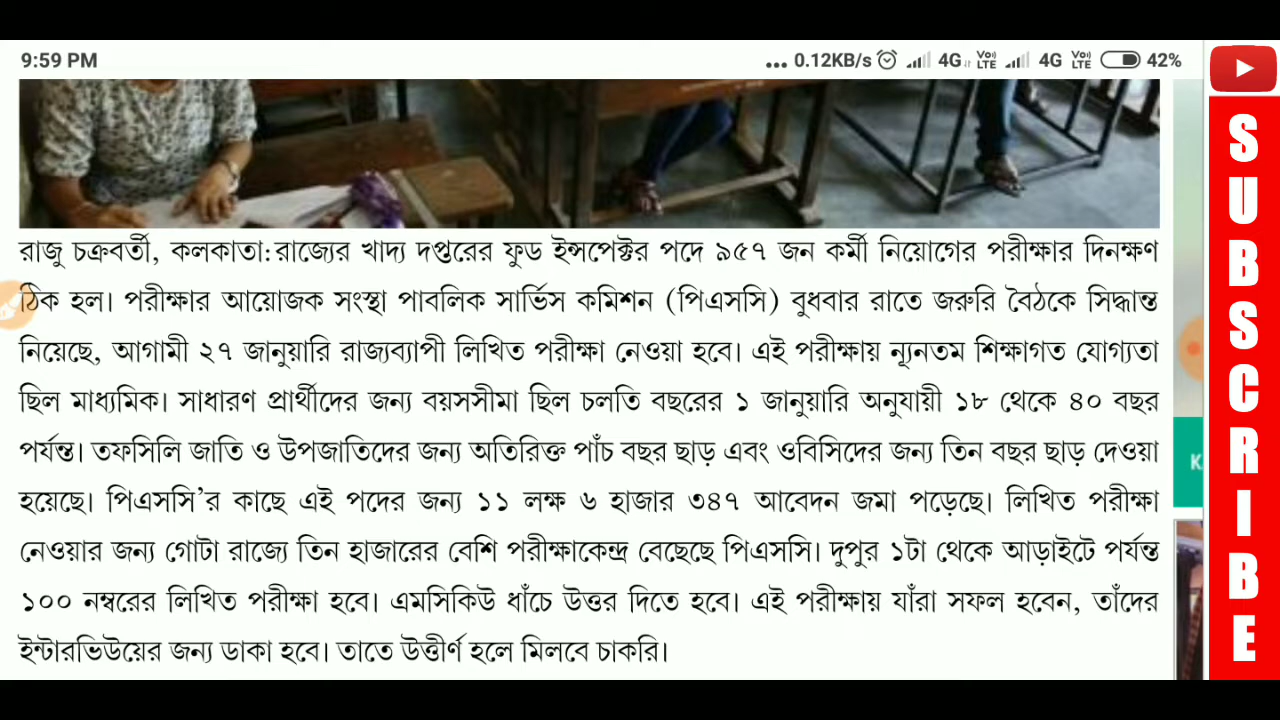 9:59 PM
... 0.12KB/s 4G Vo) LTE 4G Vo) LTE 42%
রাজু চক্রবর্তী, কলকাতা: রাজ্যের খাদ্য দপ্তরের ফুড ইন্সপেক্টর পদে ৯৫৭ জন কর্মী নিয়োগের পরীক্ষার দিনক্ষণ
ঠিক হল। পরীক্ষার আয়োজক সংস্থা পাবলিক সার্ভিস কমিশন (পিএসসি) বুধবার রাতে জরুরি বৈঠকে সিদ্ধান্ত
নিয়েছে, আগামী ২৭ জানুয়ারি রাজ্যব্যাপী লিখিত পরীক্ষা নেওয়া হবে। এই পরীক্ষায় ন্যূনতম শিক্ষাগত যোগ্যতা
ছিল মাধ্যমিক। সাধারণ প্রার্থীদের জন্য বয়সসীমা ছিল চলতি বছরের ১ জানুয়ারি অনুযায়ী ১৮ থেকে ৪০ বছর
পর্যন্ত। তফসিলি জাতি ও উপজাতিদের জন্য অতিরিক্ত পাঁচ বছর ছাড় এবং ওবিসিদের জন্য তিন বছর ছাড় দেওয়া
হয়েছে। পিএসসি'র কাছে এই পদের জন্য ১১ লক্ষ ৬ হাজার ৩৪৭ আবেদন জমা পড়েছে। লিখিত পরীক্ষা
নেওয়ার জন্য গোটা রাজ্যে তিন হাজারের বেশি পরীক্ষাকেন্দ্র বেছেছে পিএসসি। দুপুর ১টা থেকে আড়াইটে পর্যন্ত
১০০ নম্বরের লিখিত পরীক্ষা হবে। এমসিকিউ ধাঁচে উত্তর দিতে হবে। এই পরীক্ষায় যাঁরা সফল হবেন, তাঁদের
ইন্টারভিউয়ের জন্য ডাকা হবে। তাতে উত্তীর্ণ হলে মিলবে চাকরি।
SUBSCRIBE